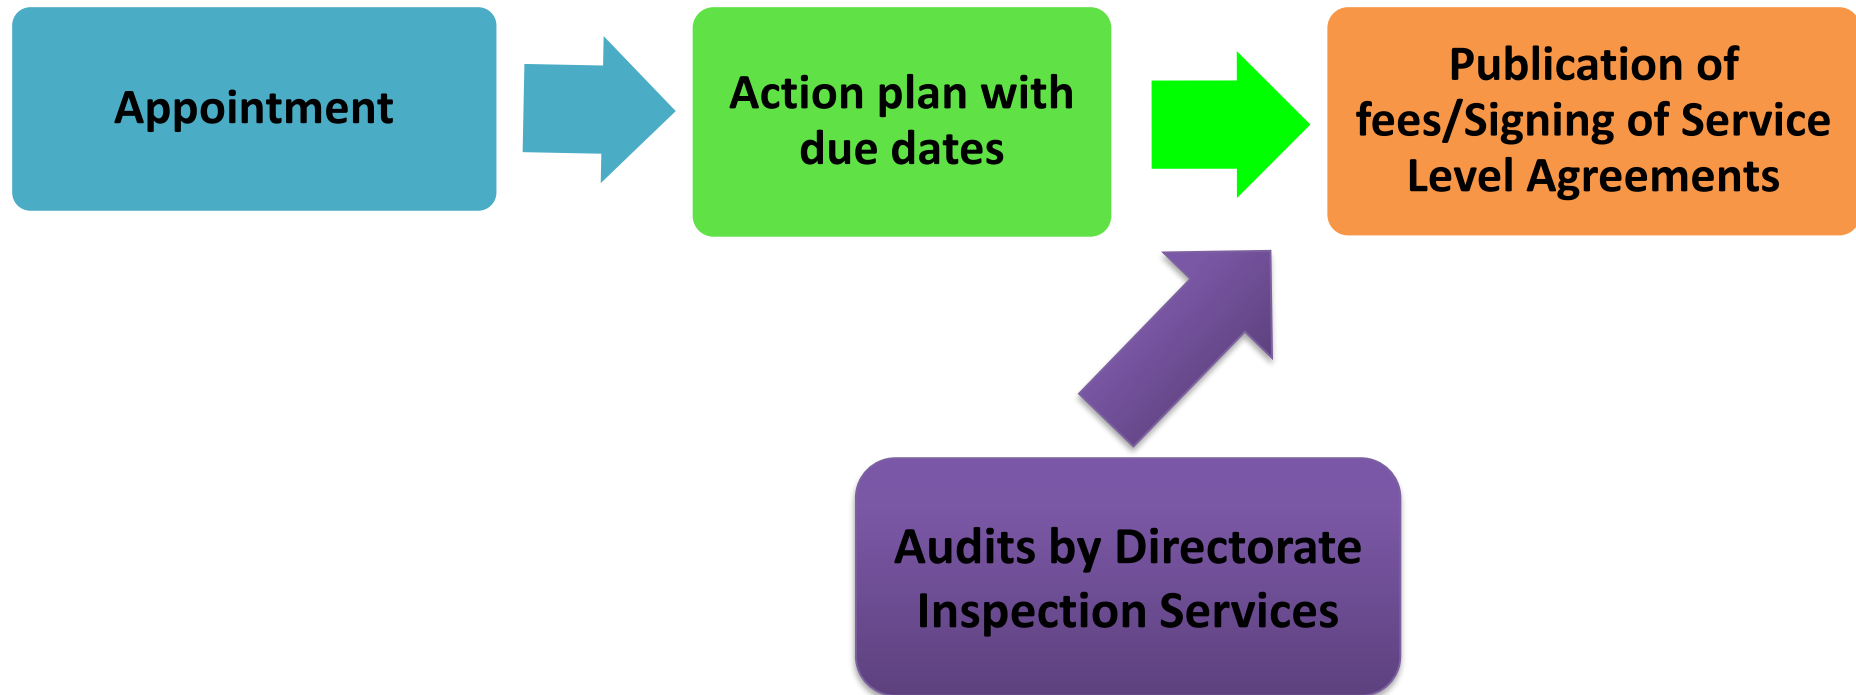 Appointment
Action plan with
due dates
Publication of
fees/Signing of Service
Level Agreements
Audits by Directorate
Inspection Services